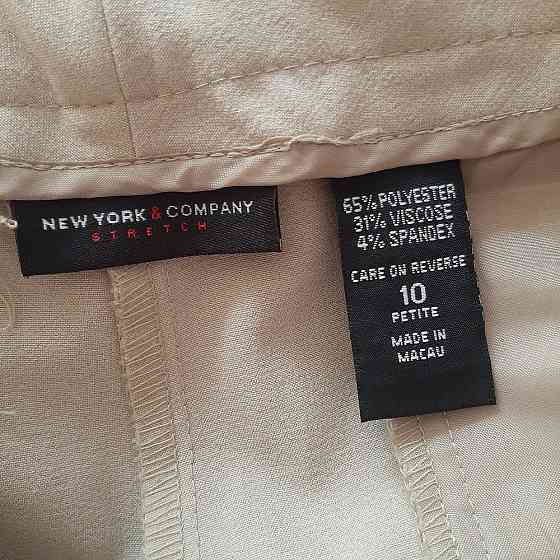 NEW YORK & COMPANY
STRETCH
65% POLYESTER
31% VISCOSE
4% SPANDEX
CARE ON REVERSE
10
PETITE
MADE IN
MACAU